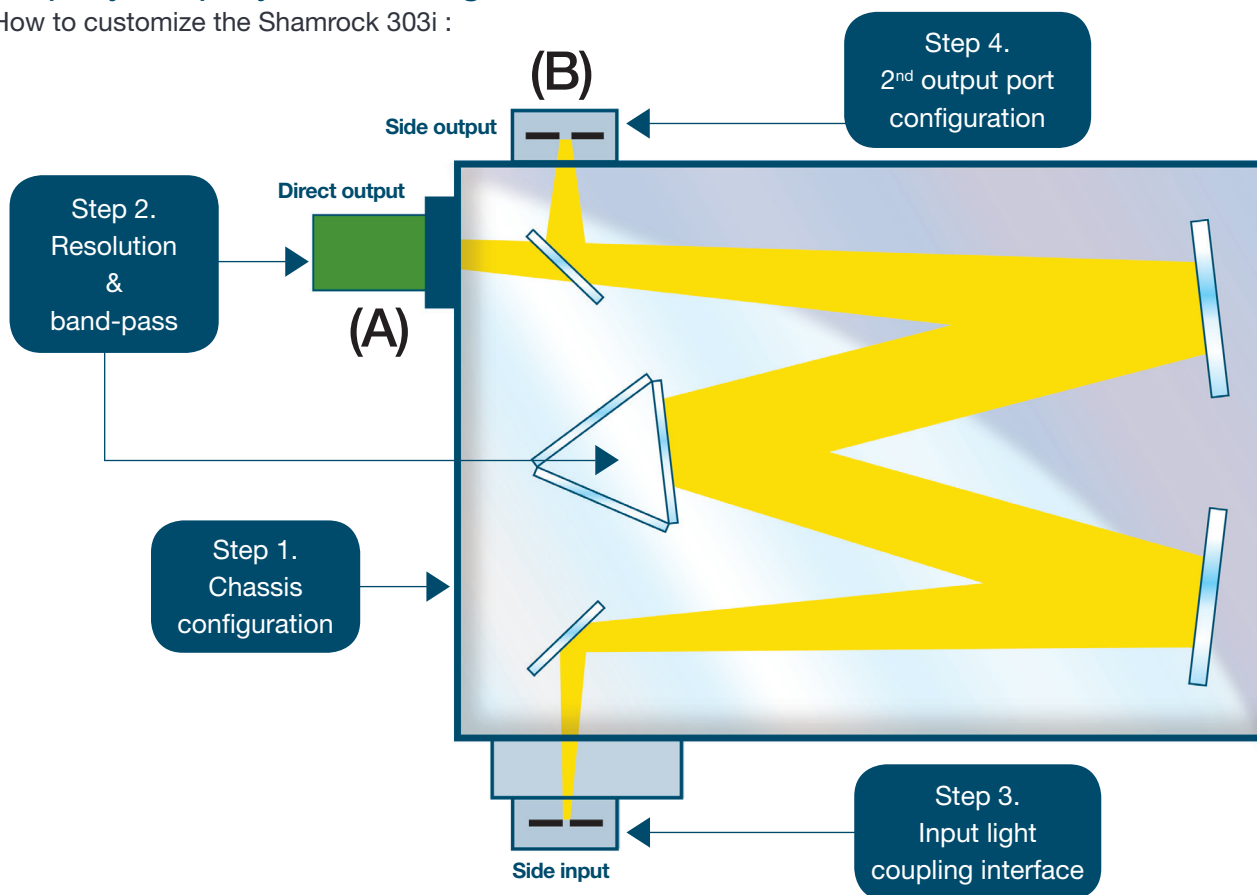 How to customize the Shamrock 303i :
(B)
Step 4.
2nd output port
configuration
Side output
Direct output
Step 2.
Resolution
&
band-pass
(A)
Step 1.
Chassis
configuration
Step 3.
Input light
coupling interface
Side input